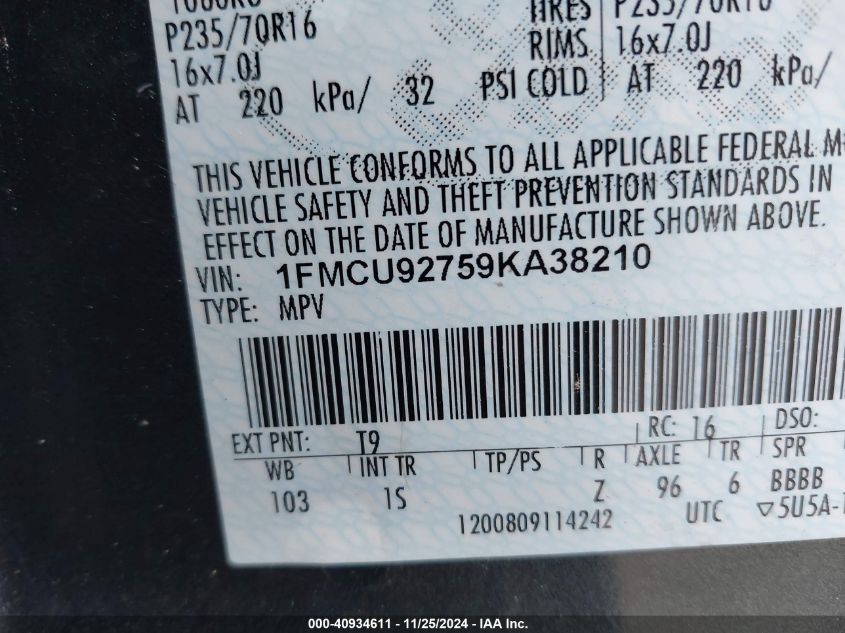 P235/70R16 TIRES P235/70R16
16x7.0J RIMS 16x7.0J
AT 220 kPa/ 32 PSI COLD AT 220 kPa/
THIS VEHICLE CONFORMS TO ALL APPLICABLE FEDERAL M
VEHICLE SAFETY AND THEFT PREVENTION STANDARDS IN
EFFECT ON THE DATE OF MANUFACTURE SHOWN ABOVE.
VIN: 1FMCU92759KA38210
TYPE: MPV
EXT PNT: T9 RC: 16 DSO:
WB INT TR TP/PS R AXLE TR SPR
103 1S Z 96 6 BBBB
1200809114242 UTC ▽5U5A-1
000-40934611 - 11/25/2024 - IAA Inc.